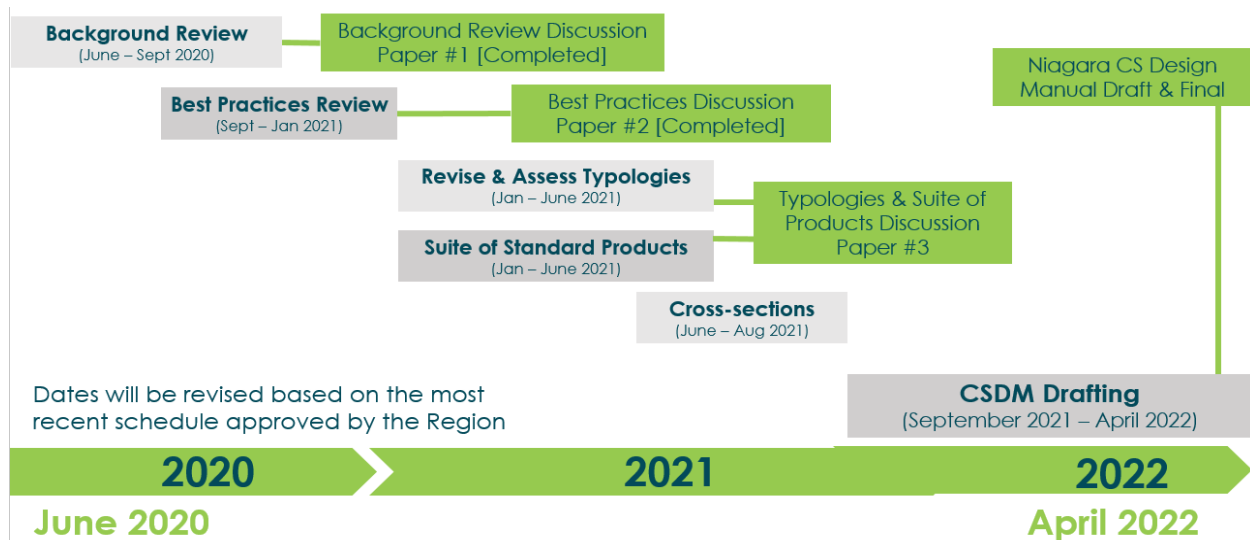 Background Review
(June – Sept 2020)
Background Review Discussion
Paper #1 [Completed]
Niagara CS Design
Manual Draft & Final
Best Practices Review
(Sept – Jan 2021)
Best Practices Discussion
Paper #2 [Completed]
Revise & Assess Typologies
(Jan – June 2021)
Typologies & Suite of
Products Discussion
Paper #3
Suite of Standard Products
(Jan – June 2021)
Cross-sections
(June – Aug 2021)
Dates will be revised based on the most
recent schedule approved by the Region
CSDM Drafting
(September 2021 – April 2022)
2020
2021
2022
June 2020
April 2022